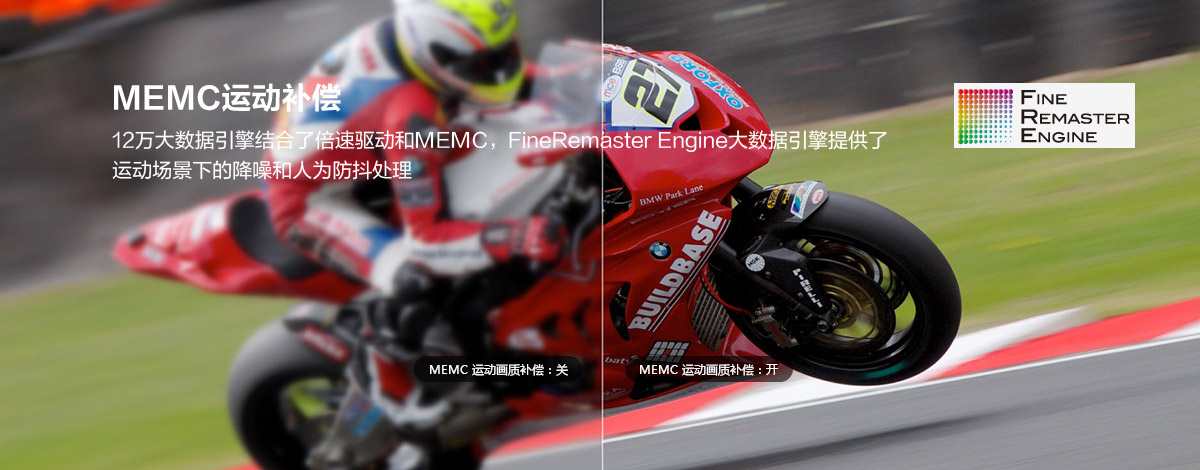 MEMC运动补偿
12万大数据引擎结合了倍速驱动和MEMC，FineRemaster Engine大数据引擎提供了
运动场景下的降噪和人为防抖处理
FINE
REMASTER
ENGINE
OXFORD
mce BSB
27
BMW Park Lane
BUILDBASE
NGK
MEMC 运动画质补偿：关
MEMC 运动画质补偿：开